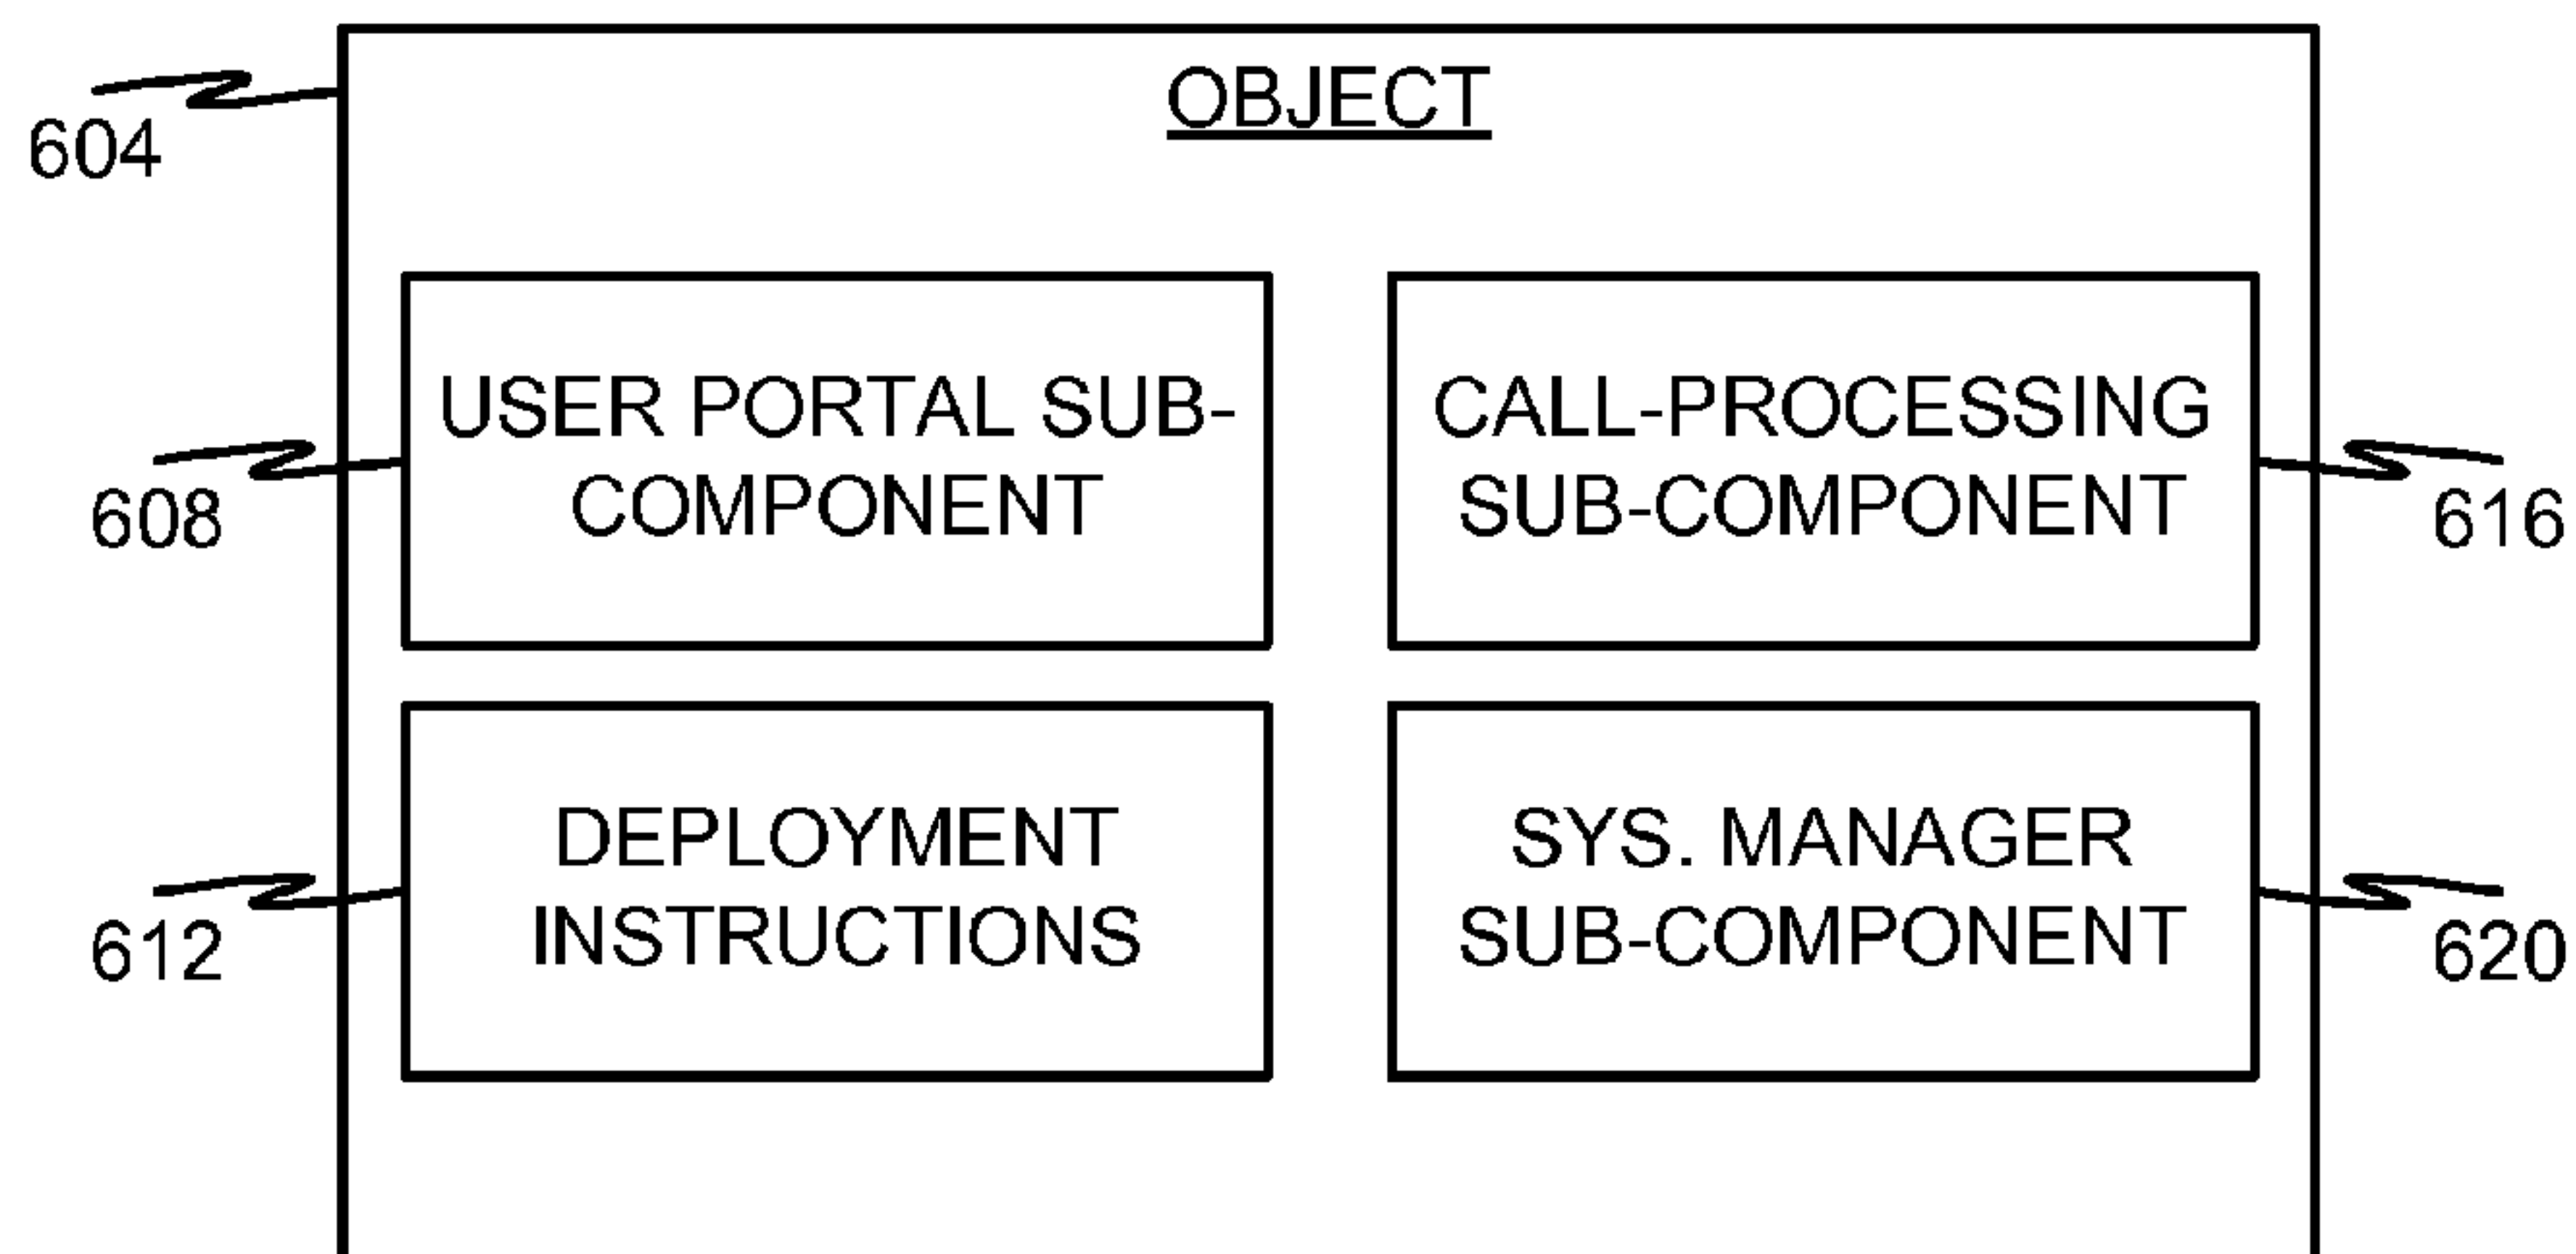 OBJECT
604
USER PORTAL SUB-
COMPONENT
608
CALL-PROCESSING
SUB-COMPONENT
616
DEPLOYMENT
INSTRUCTIONS
612
SYS. MANAGER
SUB-COMPONENT
620